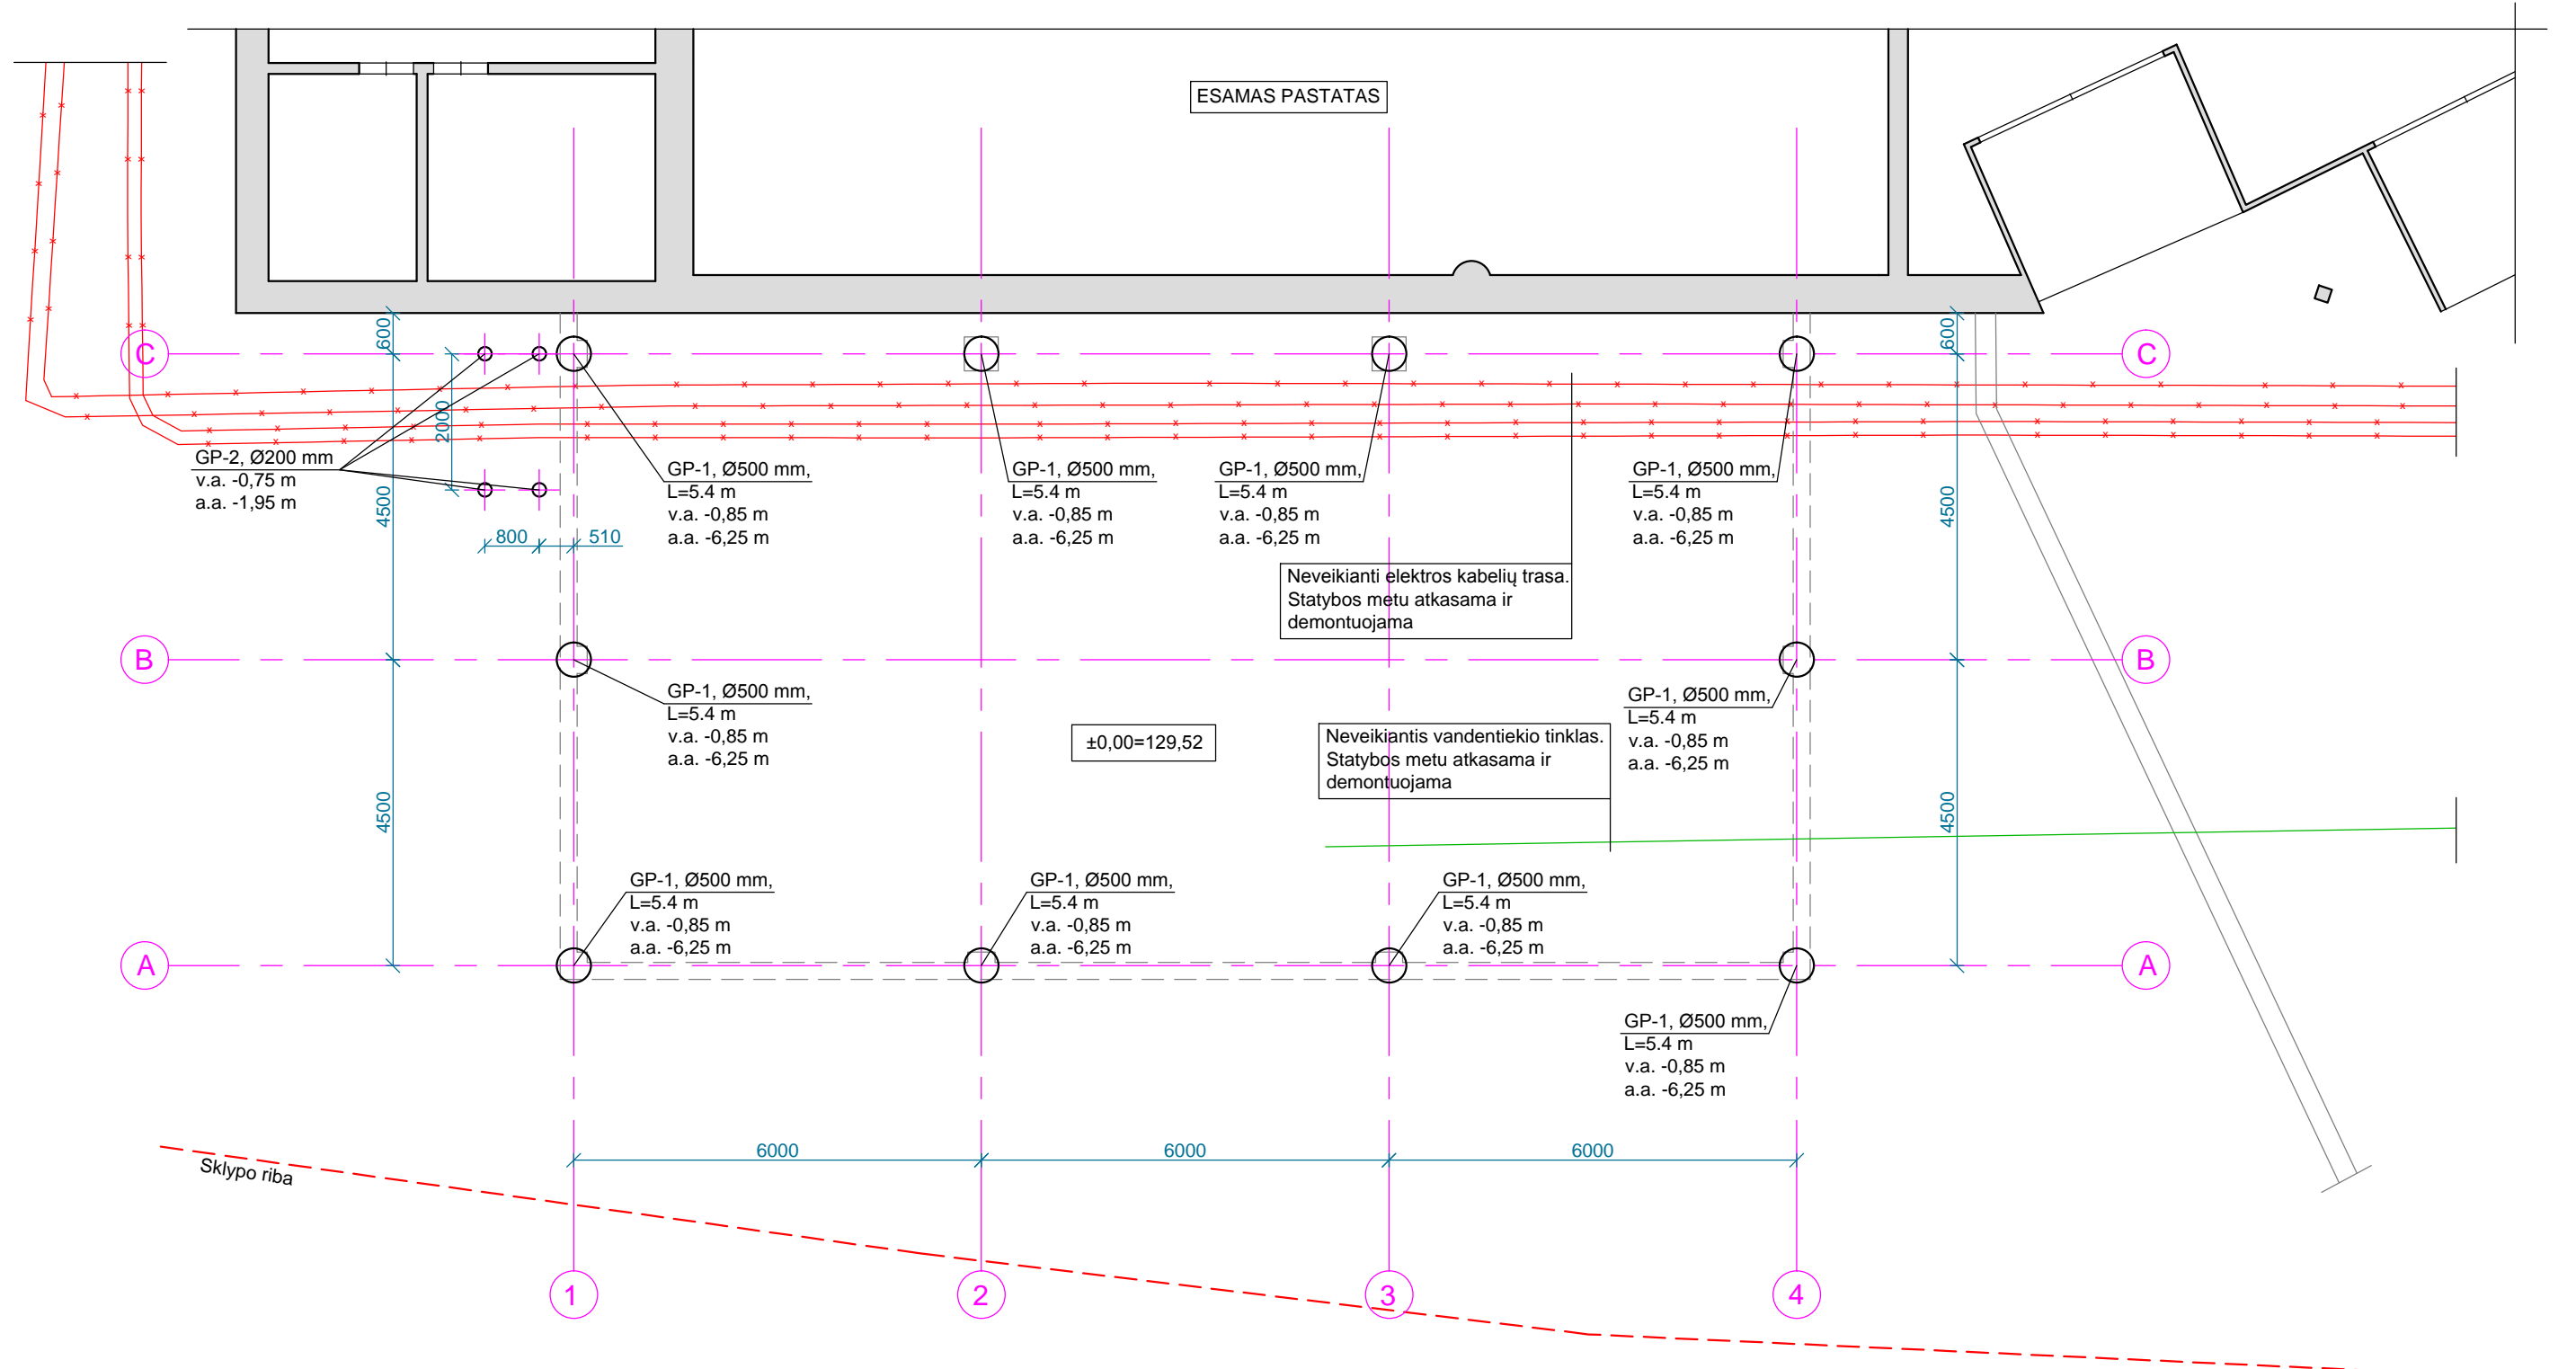 ESAMAS PASTATAS
600
600
C
C
2000
GP-2, Ø200 mm
v.a. -0,75 m
a.a. -1,95 m
GP-1, Ø500 mm,
L=5.4 m
v.a. -0,85 m
a.a. -6,25 m
GP-1, Ø500 mm,
L=5.4 m
v.a. -0,85 m
a.a. -6,25 m
GP-1, Ø500 mm,
L=5.4 m
v.a. -0,85 m
a.a. -6,25 m
GP-1, Ø500 mm,
L=5.4 m
v.a. -0,85 m
a.a. -6,25 m
4500
4500
800
510
Neveikianti elektros kabelių trasa.
Statybos metu atkasama ir
demontuojama
B
B
GP-1, Ø500 mm,
L=5.4 m
v.a. -0,85 m
a.a. -6,25 m
±0,00=129,52
Neveikiantis vandentiekio tinklas.
Statybos metu atkasama ir
demontuojama
GP-1, Ø500 mm,
L=5.4 m
v.a. -0,85 m
a.a. -6,25 m
4500
4500
GP-1, Ø500 mm,
L=5.4 m
v.a. -0,85 m
a.a. -6,25 m
GP-1, Ø500 mm,
L=5.4 m
v.a. -0,85 m
a.a. -6,25 m
GP-1, Ø500 mm,
L=5.4 m
v.a. -0,85 m
a.a. -6,25 m
A
A
GP-1, Ø500 mm,
L=5.4 m
v.a. -0,85 m
a.a. -6,25 m
6000
6000
6000
Sklypo riba
1
2
3
4